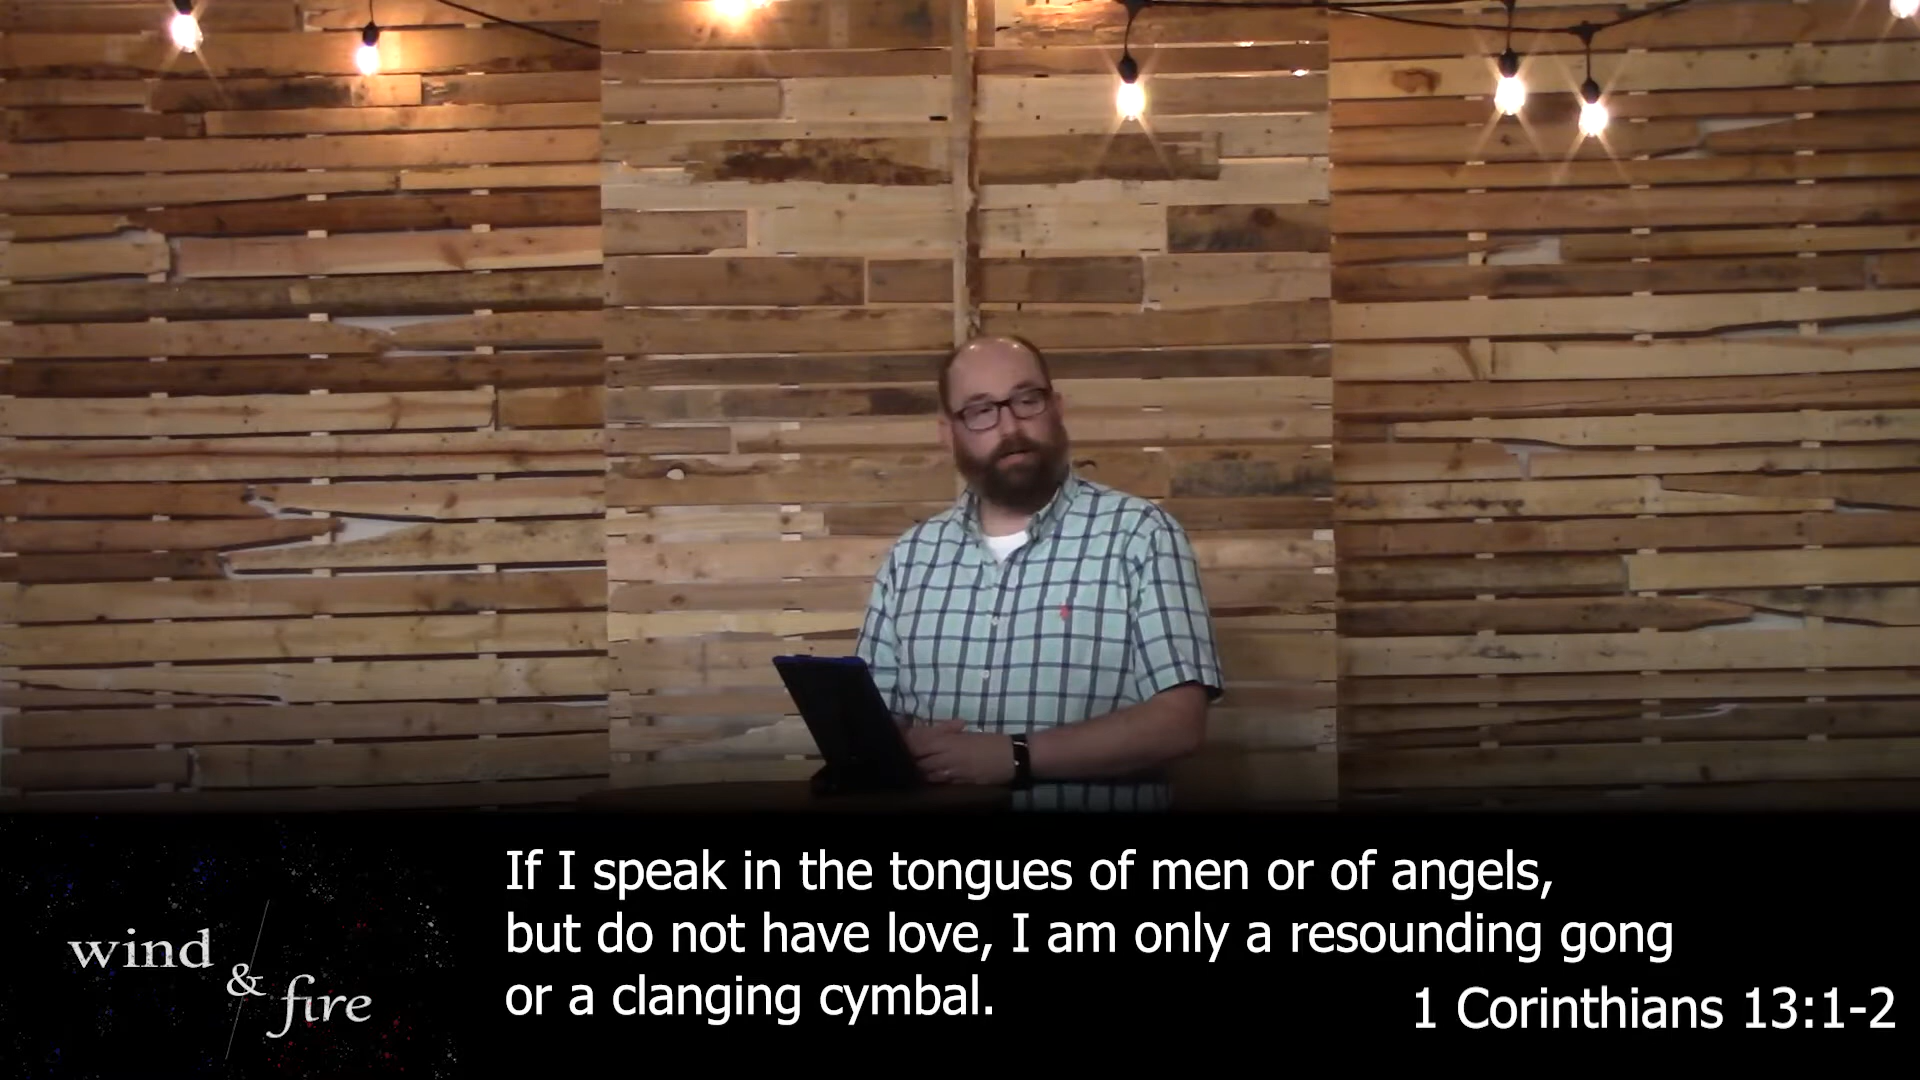 wind
&
fire
If I speak in the tongues of men or of angels,
but do not have love, I am only a resounding gong
or a clanging cymbal.
1 Corinthians 13:1-2